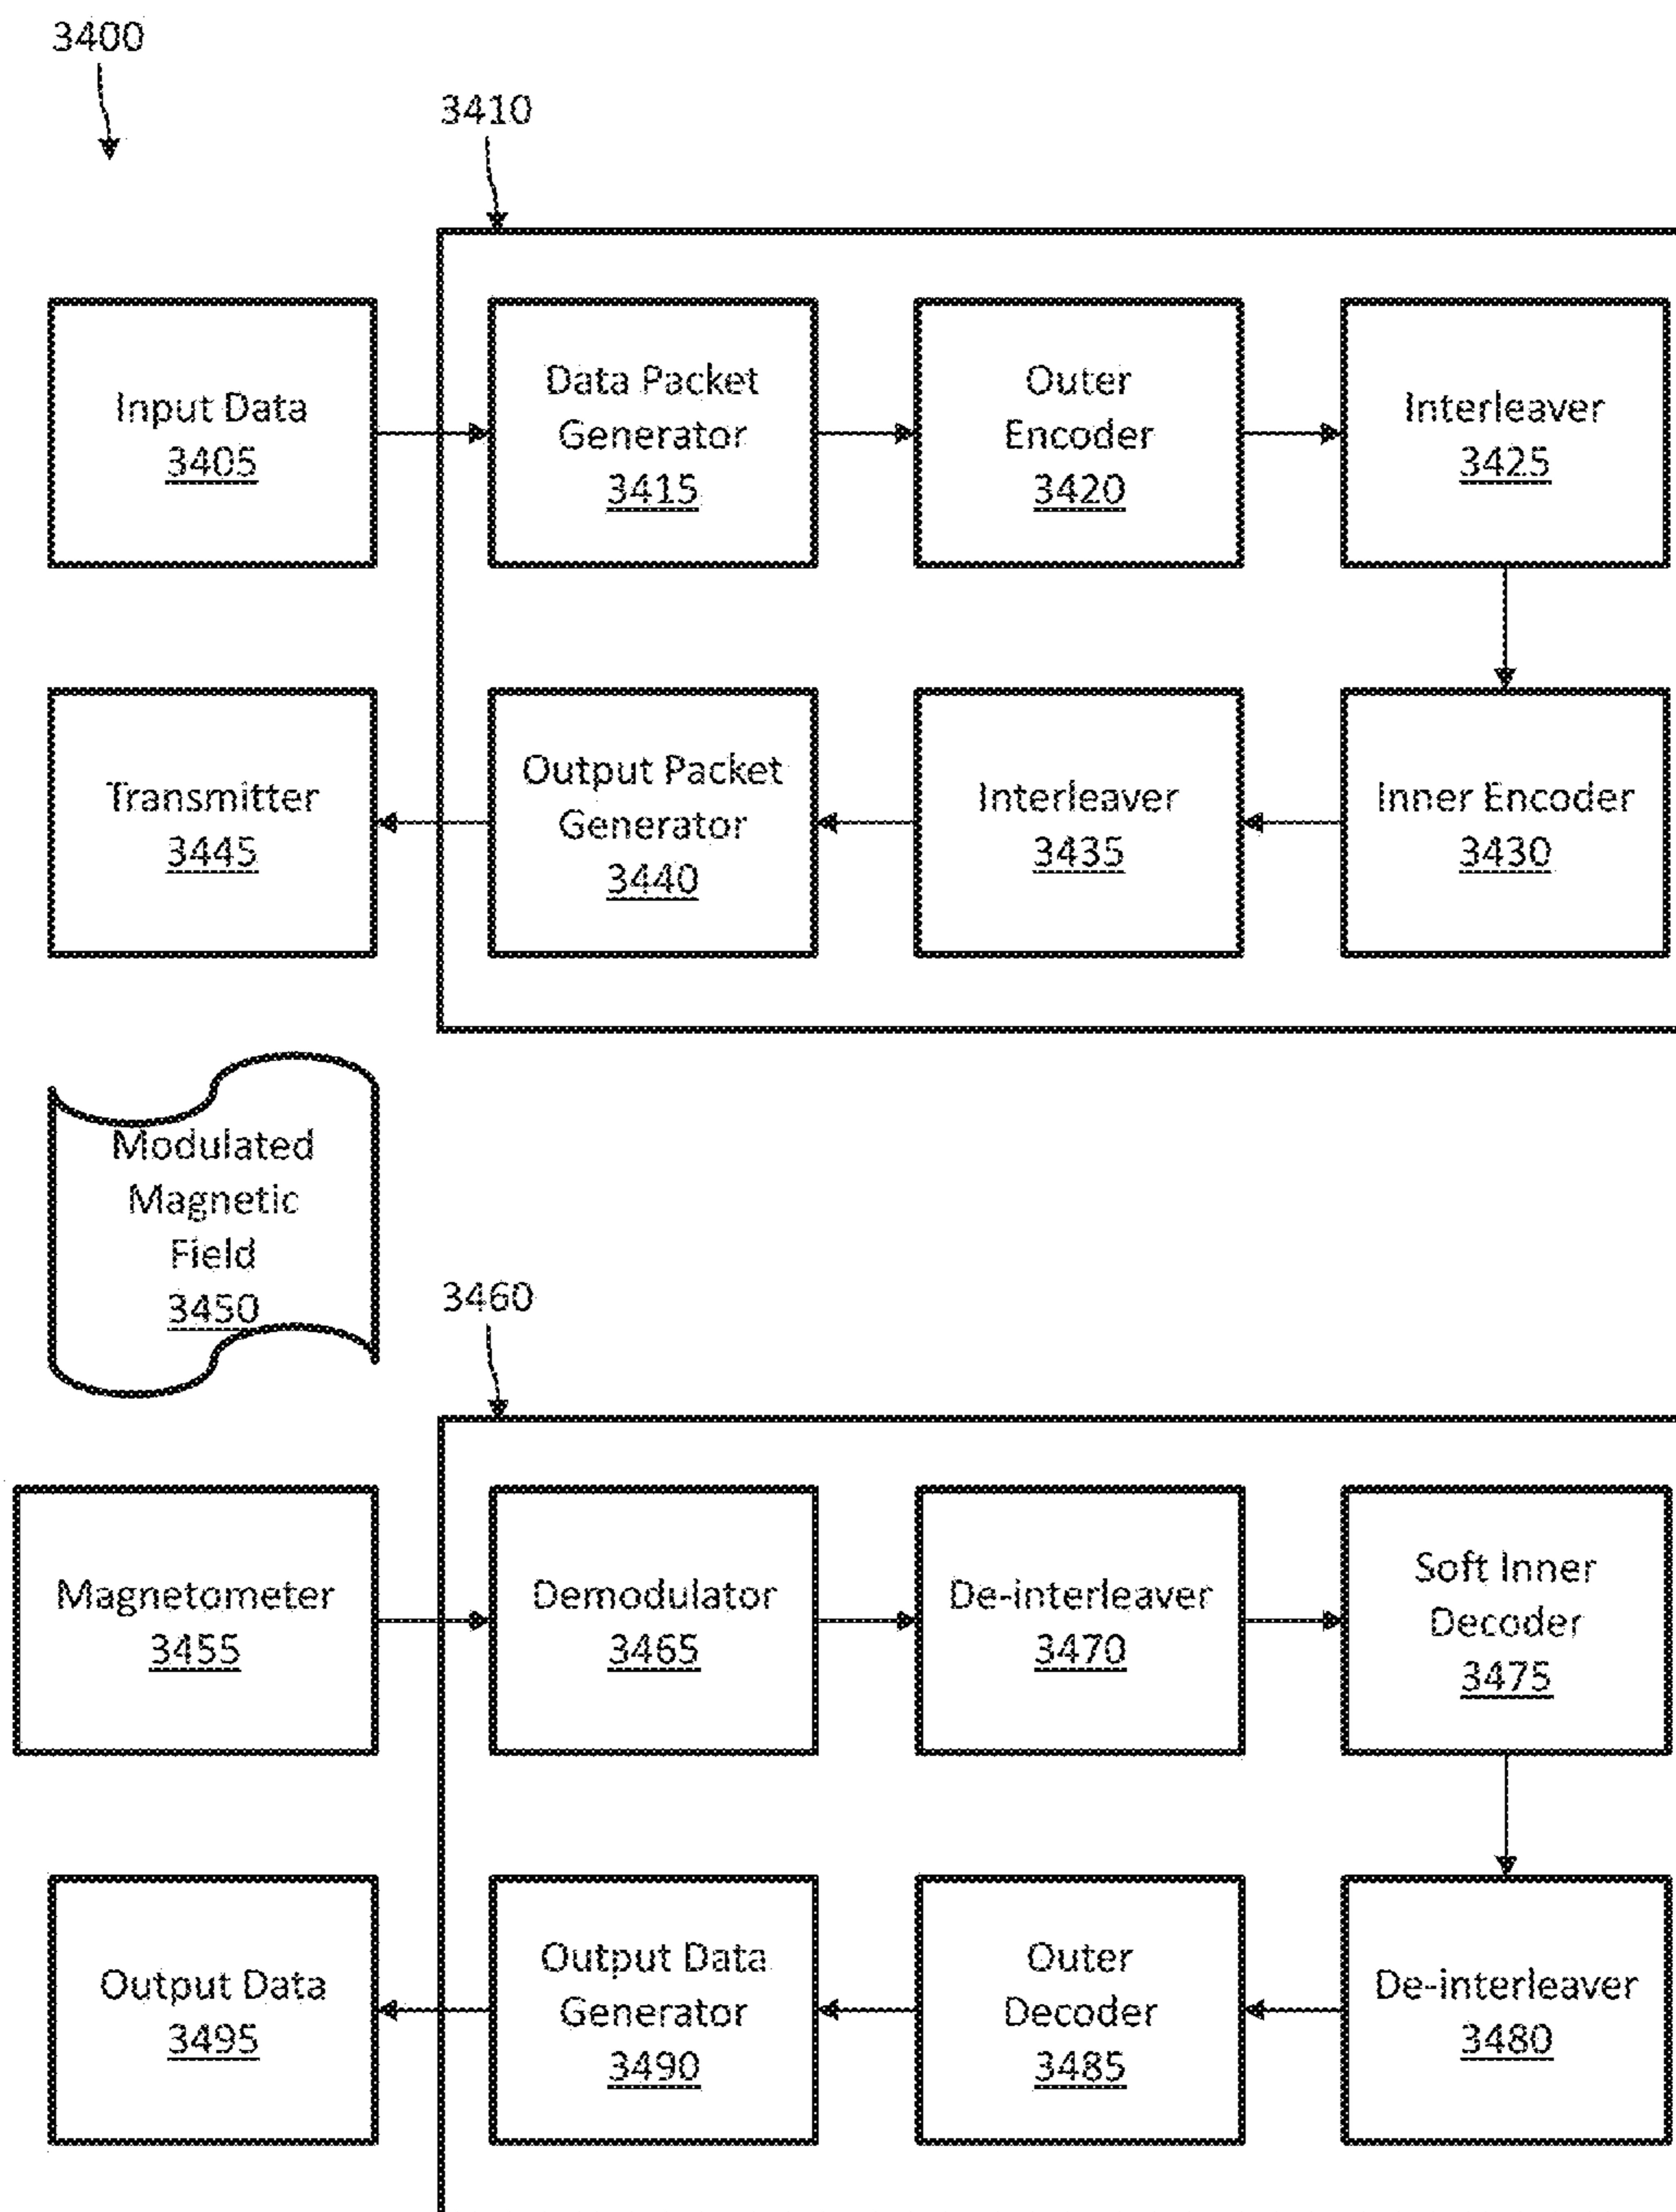 3400
3410
Input Data
3405
Data Packet
Generator
3415
Outer
Encoder
3420
Interleaver
3425
Transmitter
3445
Output Packet
Generator
3440
Interleaver
3435
Inner Encoder
3430
Modulated
Magnetic
Field
3450
3460
Magnetometer
3455
Demodulator
3465
De-interleaver
3470
Soft Inner
Decoder
3475
Output Data
3495
Output Data
Generator
3490
Outer
Decoder
3485
De-interleaver
3480